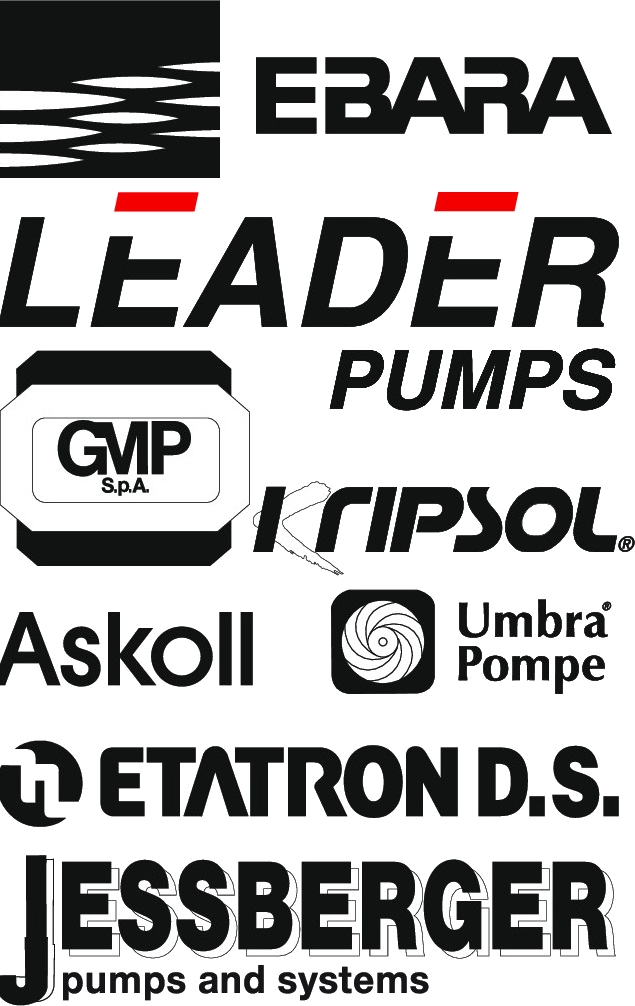 EBARA
LEADER
PUMPS
GMP
S.p.A.
KRIPSOL®
Askoll
Umbra®
Pompe
ETATRON D.S.
JESSBERGER
pumps and systems